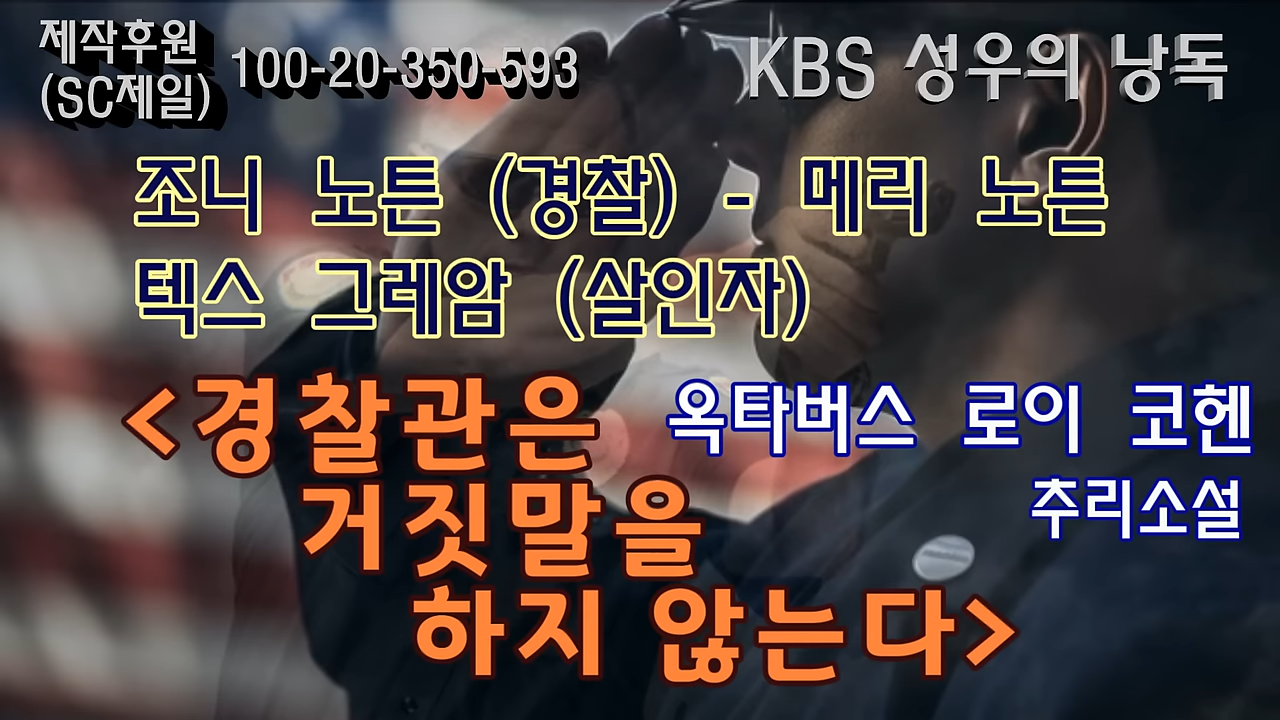 제작후원
(SC제일)
100-20-350-593
KBS 성우의 낭독
조니 노튼 (경찰) - 메리 노튼
텍스 그레암 (살인자)
<경찰관은
거짓말을
하지 않는다>
옥타버스 로이 코헨
추리소설